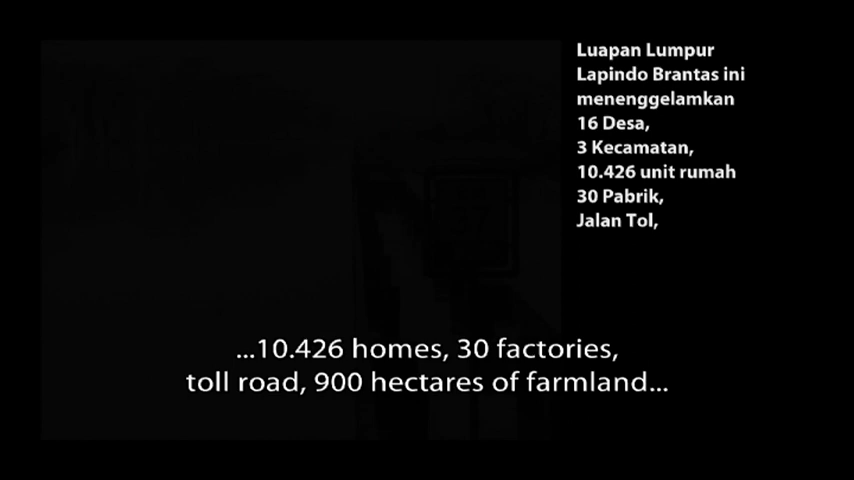 Luapan Lumpur
Lapindo Brantas ini
menenggelamkan
16 Desa,
3 Kecamatan,
10.426 unit rumah
30 Pabrik,
Jalan Tol,
...10.426 homes, 30 factories,
toll road, 900 hectares of farmland...